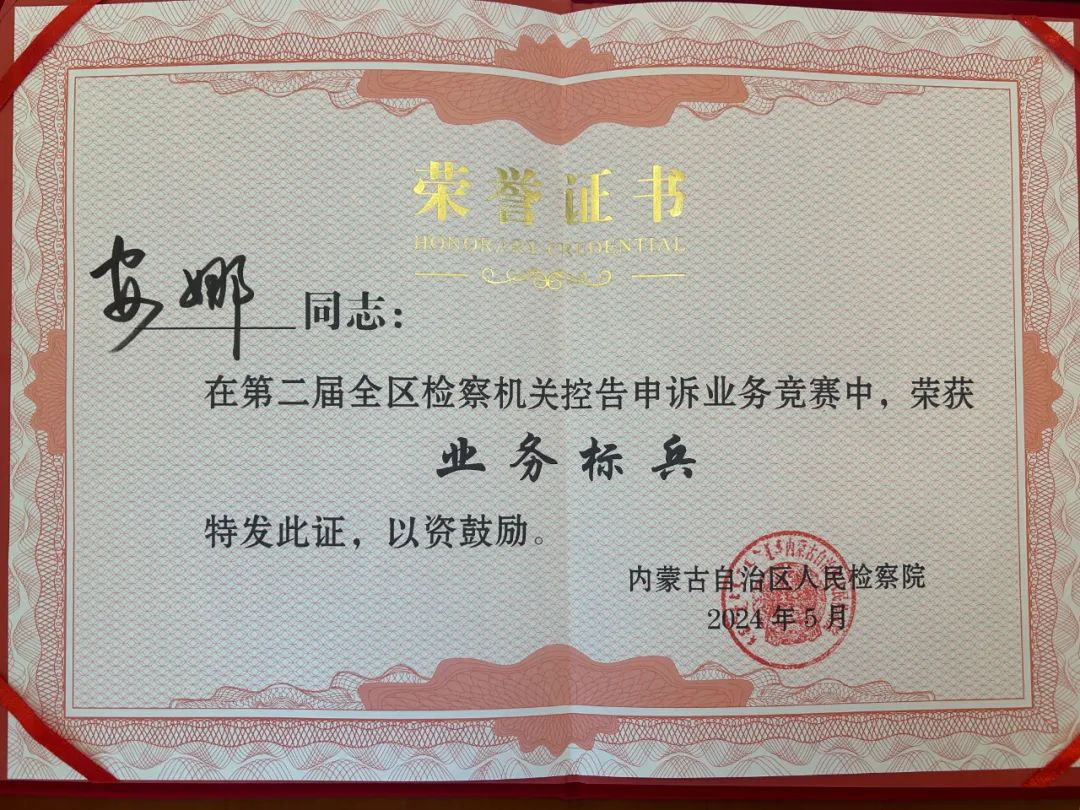 荣誉证书
HONORARY CREDENTIAL
安娜 同志：
在第二届全区检察机关控告申诉业务竞赛中，荣获
业务标兵
特发此证，以资鼓励。
内蒙古自治区人民检察院
2024年5月